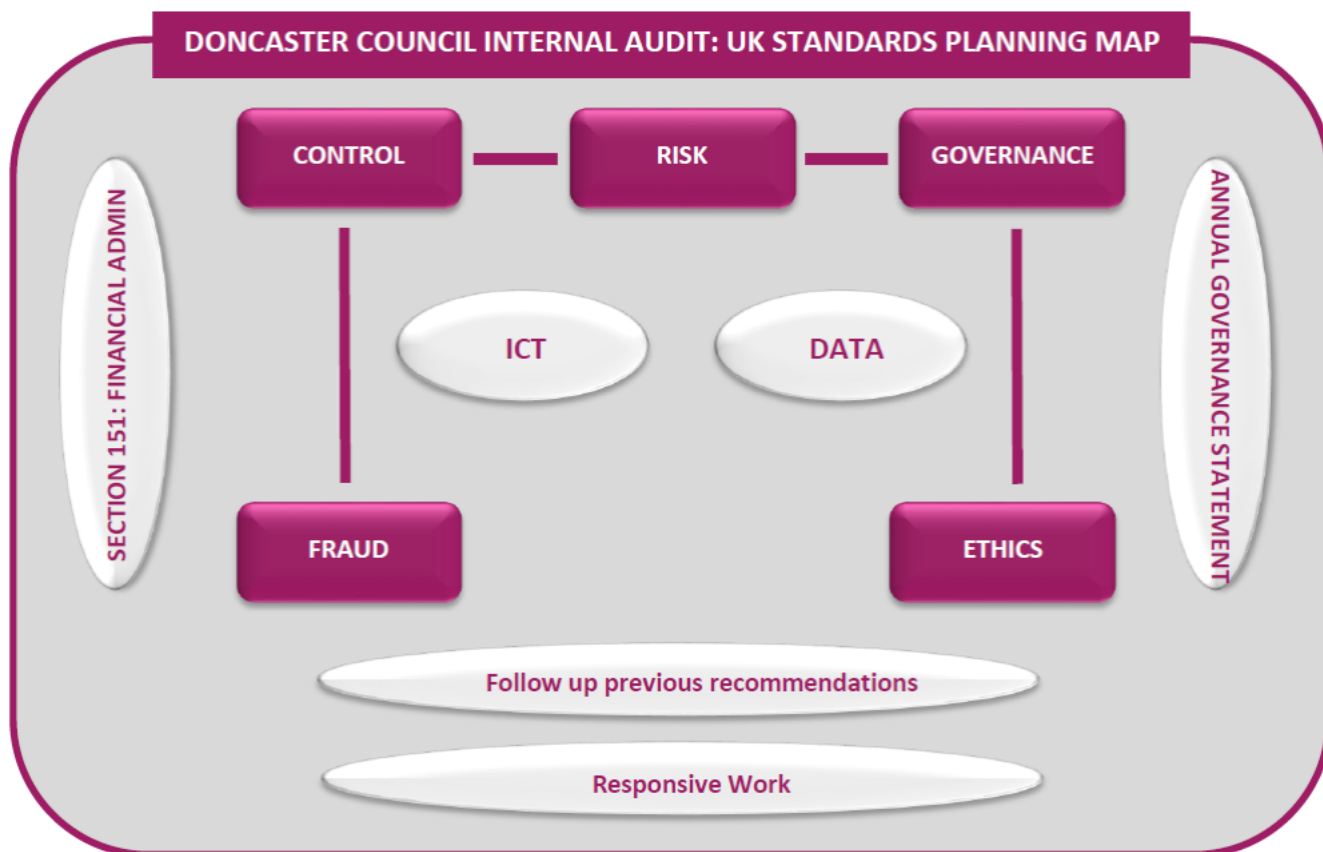 DONCASTER COUNCIL INTERNAL AUDIT: UK STANDARDS PLANNING MAP
CONTROL
RISK
GOVERNANCE
SECTION 151: FINANCIAL ADMIN
ICT
DATA
ANNUAL GOVERNANCE STATEMENT
FRAUD
ETHICS
Follow up previous recommendations
Responsive Work